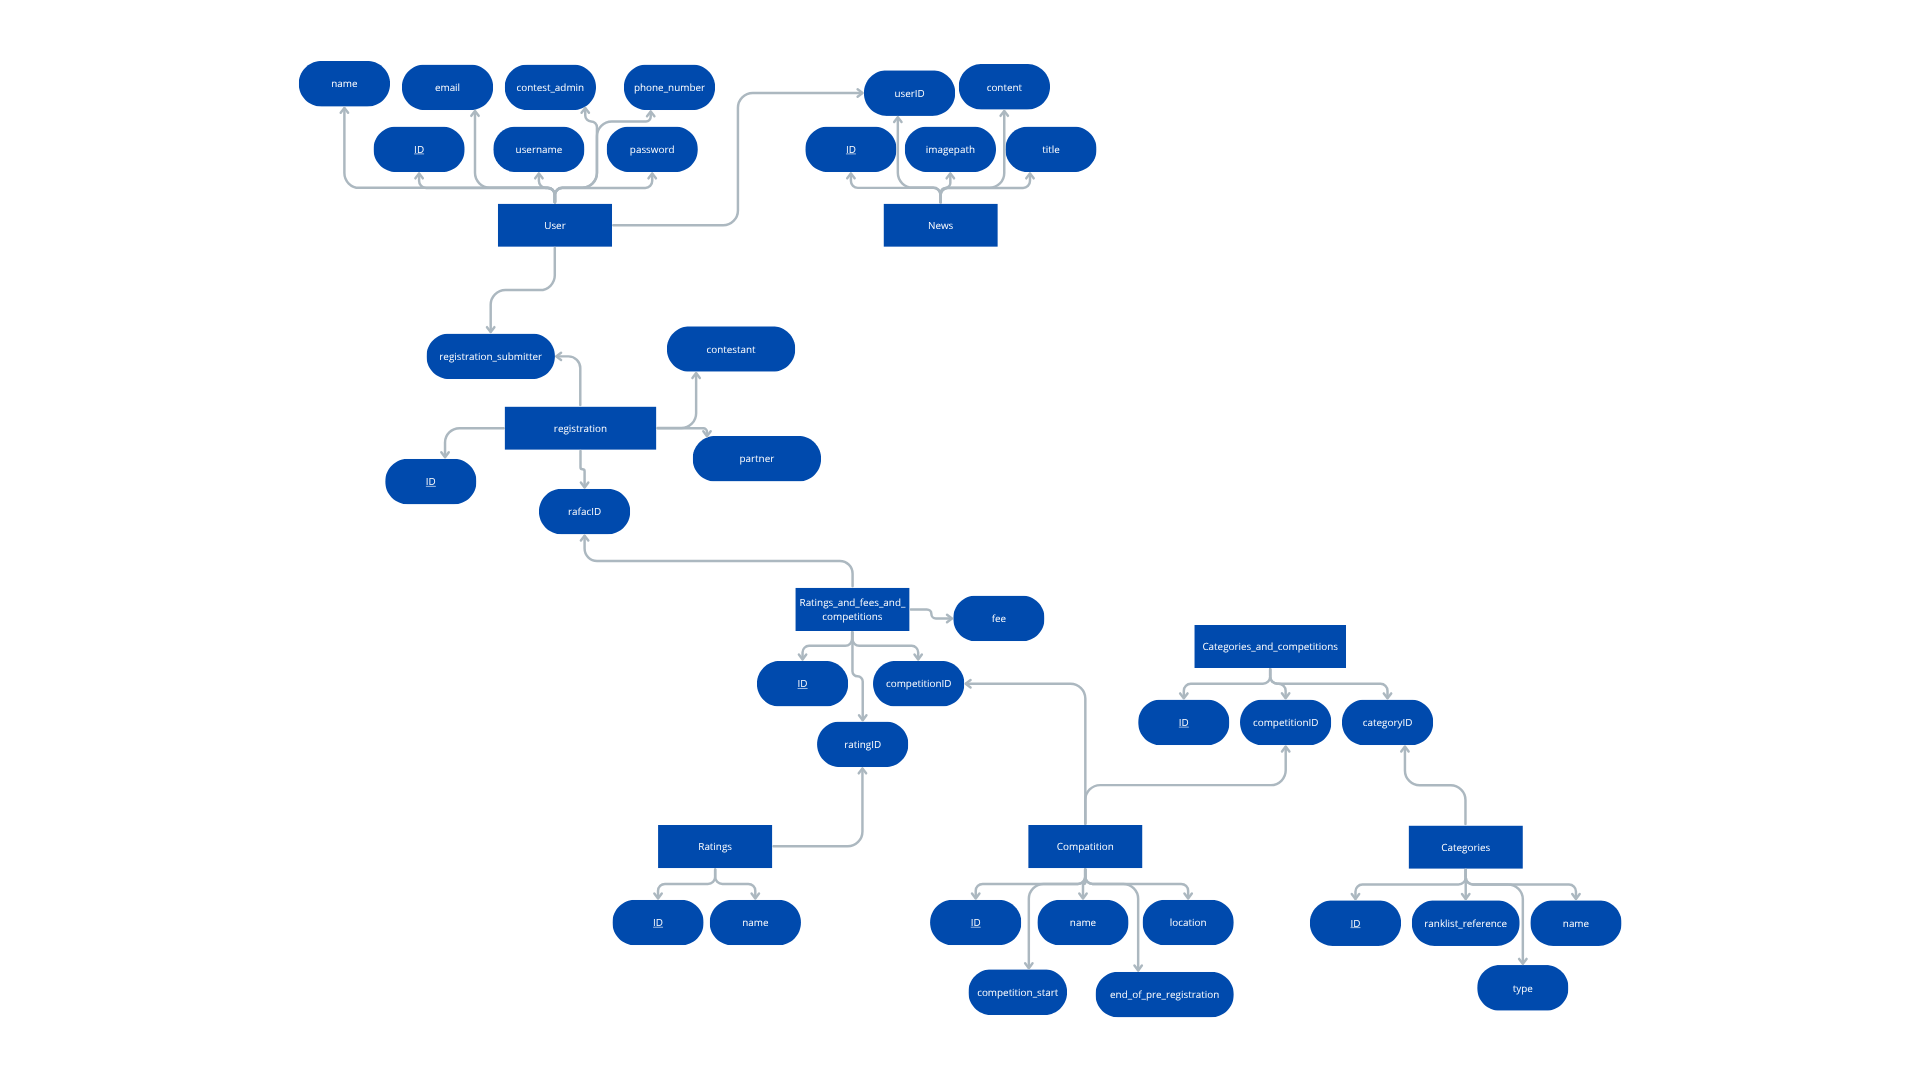 name
email
contest_admin
phone_number
ID
username
password
User
userID
content
ID
imagepath
title
News
registration_submitter
contestant
registration
partner
ID
rafacID
Ratings_and_fees_and_
competitions
fee
ID
competitionID
ratingID
Categories_and_competitions
ID
competitionID
categoryID
Ratings
ID
name
Compatition
ID
name
location
competition_start
end_of_pre_registration
Categories
ID
ranklist_reference
name
type